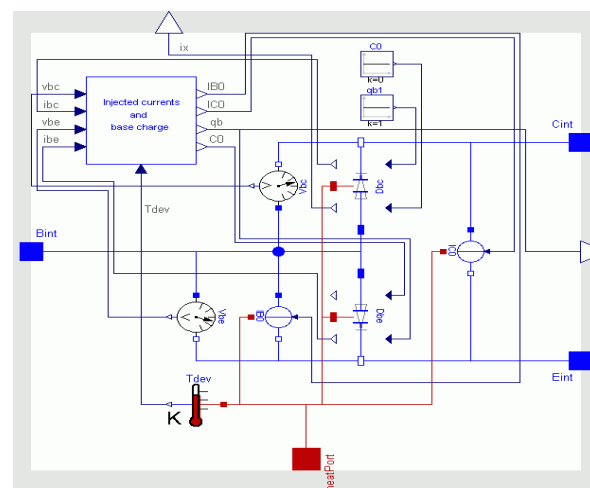 ix
C0
k=0
qb1
k=1
vbc
ibc
vbe
ibe
Injected currents
and
base charge
IB0
IC0
qb
C0
Cint
Vbc
Dbc
Tdev
Bint
IC0
Vbe
IB0
Dbe
Eint
Tdev
K
eatPort